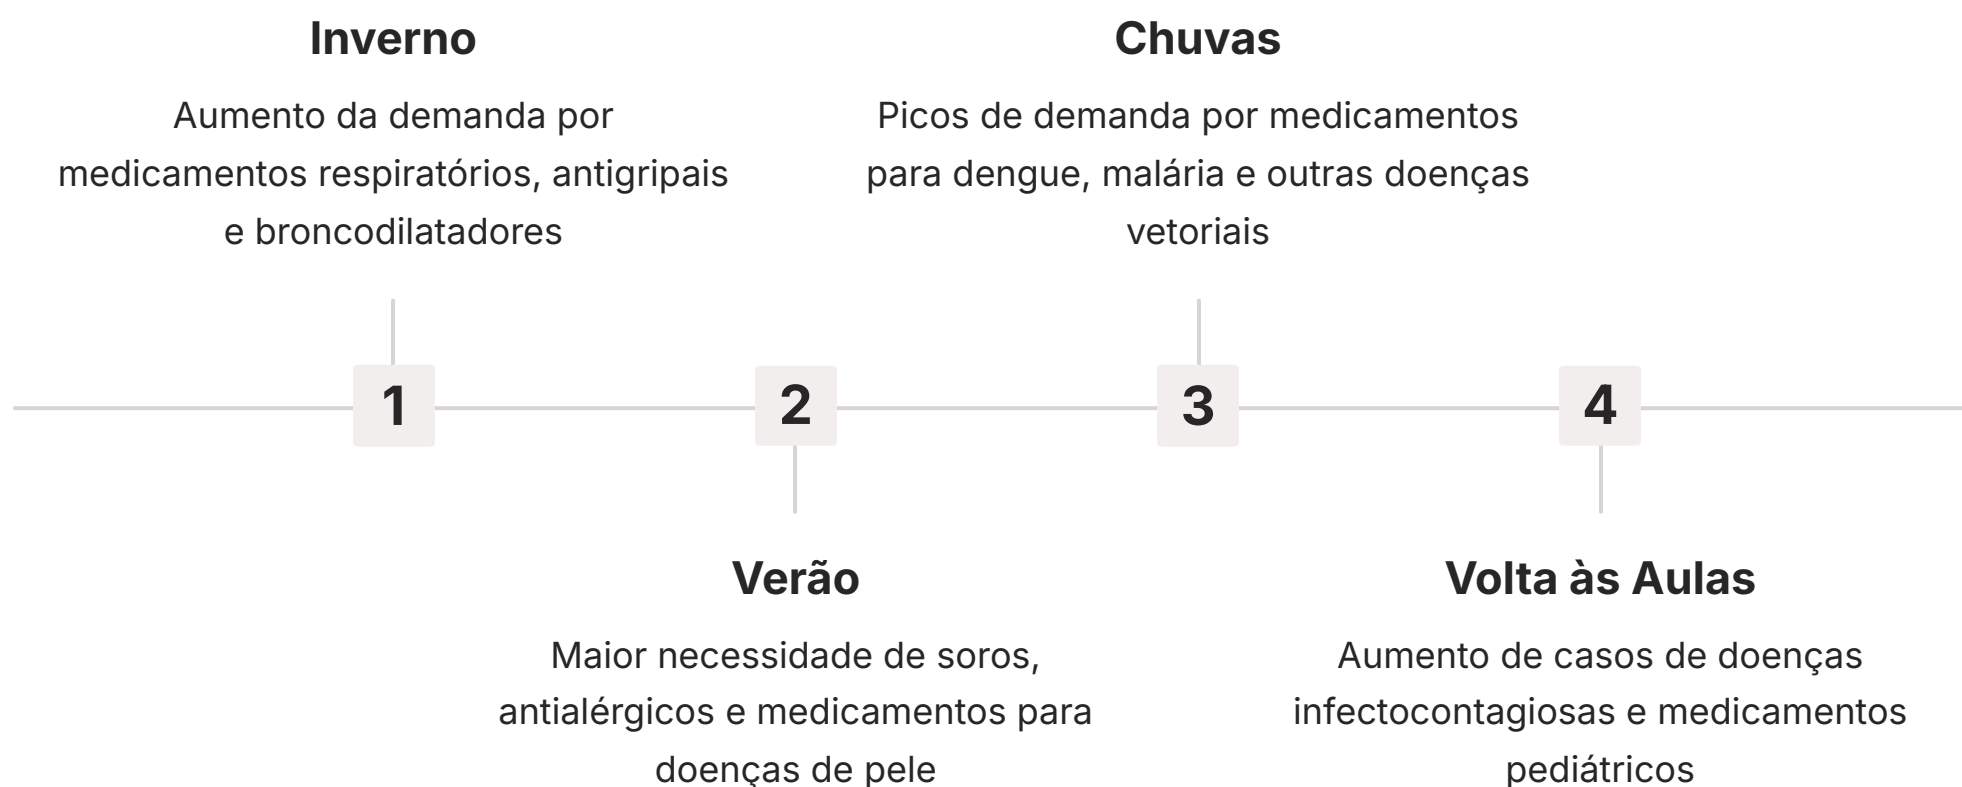 Inverno
Aumento da demanda por
medicamentos respiratórios, antigripais
e broncodilatadores
Chuvas
Picos de demanda por medicamentos
para dengue, malária e outras doenças
vetoriais
1
2
3
4
Verão
Maior necessidade de soros,
antialérgicos e medicamentos para
doenças de pele
Volta às Aulas
Aumento de casos de doenças
infectocontagiosas e medicamentos
pediátricos